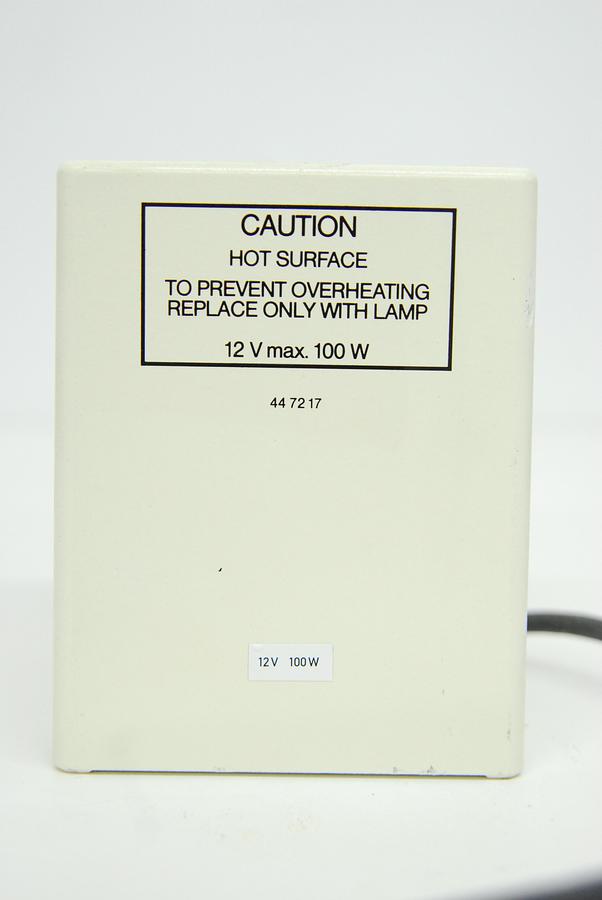 CAUTION
HOT SURFACE
TO PREVENT OVERHEATING
REPLACE ONLY WITH LAMP
12 V max. 100 W
44 72 17
12V 100W